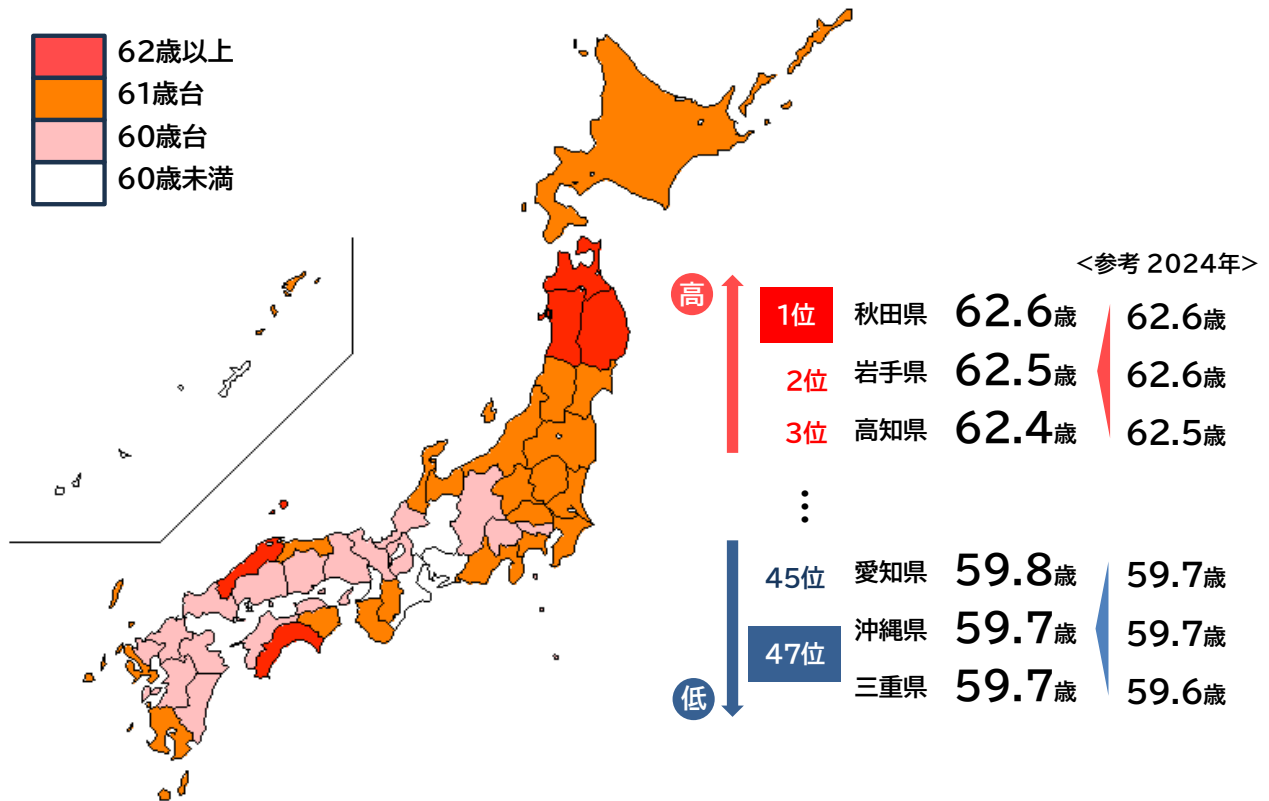 62歳以上
61歳台
60歳台
60歳未満
<参考 2024年>
高
1位 秋田県 62.6歳 62.6歳
2位 岩手県 62.5歳 62.6歳
3位 高知県 62.4歳 62.5歳
⋮
45位 愛知県 59.8歳 59.7歳
47位 沖縄県 59.7歳 59.7歳
三重県 59.7歳 59.6歳
低